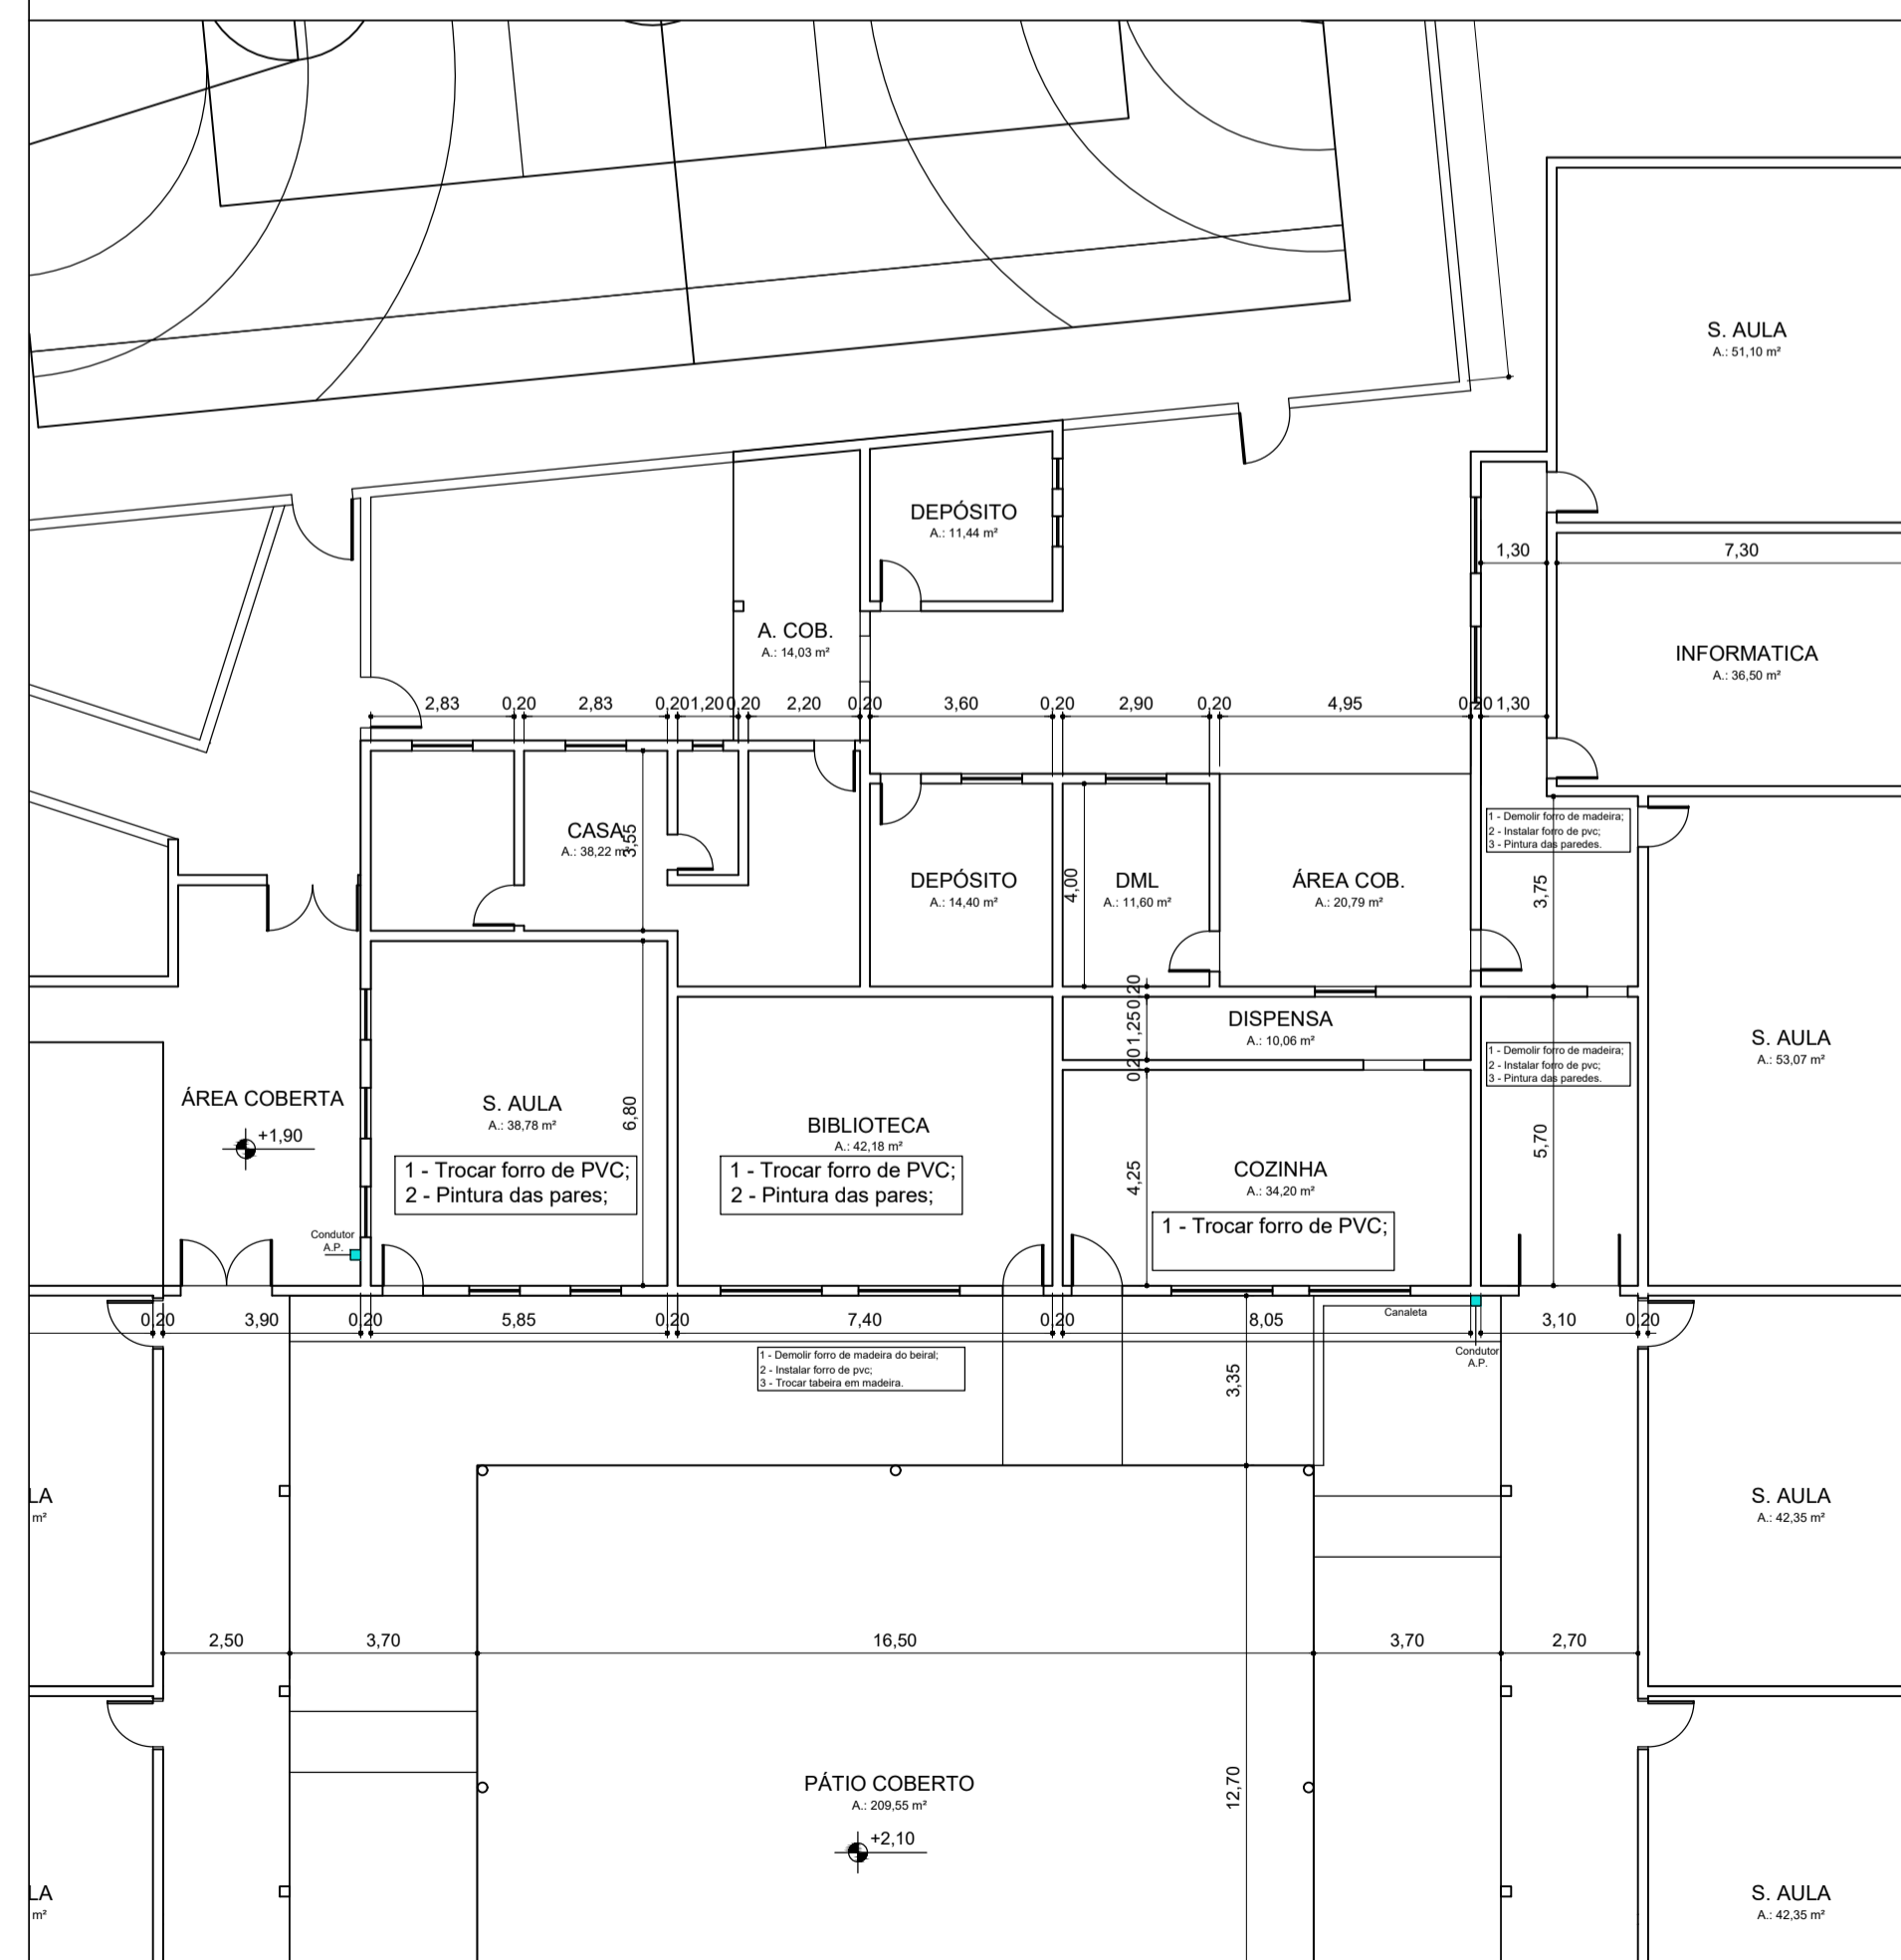 S. AULA
A.: 51,10 m²
DEPÓSITO
A.: 11,44 m²
1,30
7,30
A. COB.
A.: 14,03 m²
INFORMATICA
A.: 36,50 m²
2,83
0,20
2,83
0,20
1,20
0,20
2,20
0,20
3,60
0,20
2,90
0,20
4,95
0,20
1,30
CASA
A.: 38,22 m²
3,55
1 - Demolir forro de madeira;
2 - Instalar forro de pvc;
3 - Pintura das paredes.
DEPÓSITO
A.: 14,40 m²
4,00
DML
A.: 11,60 m²
ÁREA COB.
A.: 20,79 m²
3,75
0,20
1,25
0,20
DISPENSA
A.: 10,06 m²
1 - Demolir forro de madeira;
2 - Instalar forro de pvc;
3 - Pintura das paredes.
S. AULA
A.: 53,07 m²
ÁREA COBERTA
+1,90
S. AULA
A.: 38,78 m²
6,80
1 - Trocar forro de PVC;
2 - Pintura das pares;
BIBLIOTECA
A.: 42,18 m²
1 - Trocar forro de PVC;
2 - Pintura das pares;
4,25
COZINHA
A.: 34,20 m²
1 - Trocar forro de PVC;
5,70
Condutor
A.P.
0,20
3,90
0,20
5,85
0,20
7,40
0,20
8,05
Canaleta
3,10
0,20
Condutor
A.P.
1 - Demolir forro de madeira do beiral;
2 - Instalar forro de pvc;
3 - Trocar tabeira em madeira.
3,35
LA
m²
S. AULA
A.: 42,35 m²
2,50
3,70
16,50
3,70
2,70
PÁTIO COBERTO
A.: 209,55 m²
+2,10
12,70
LA
m²
S. AULA
A.: 42,35 m²